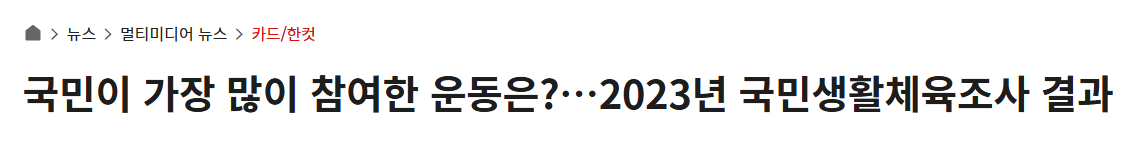 뉴스 > 멀티미디어 뉴스 > 카드/한컷
국민이 가장 많이 참여한 운동은?…2023년 국민생활체육조사 결과